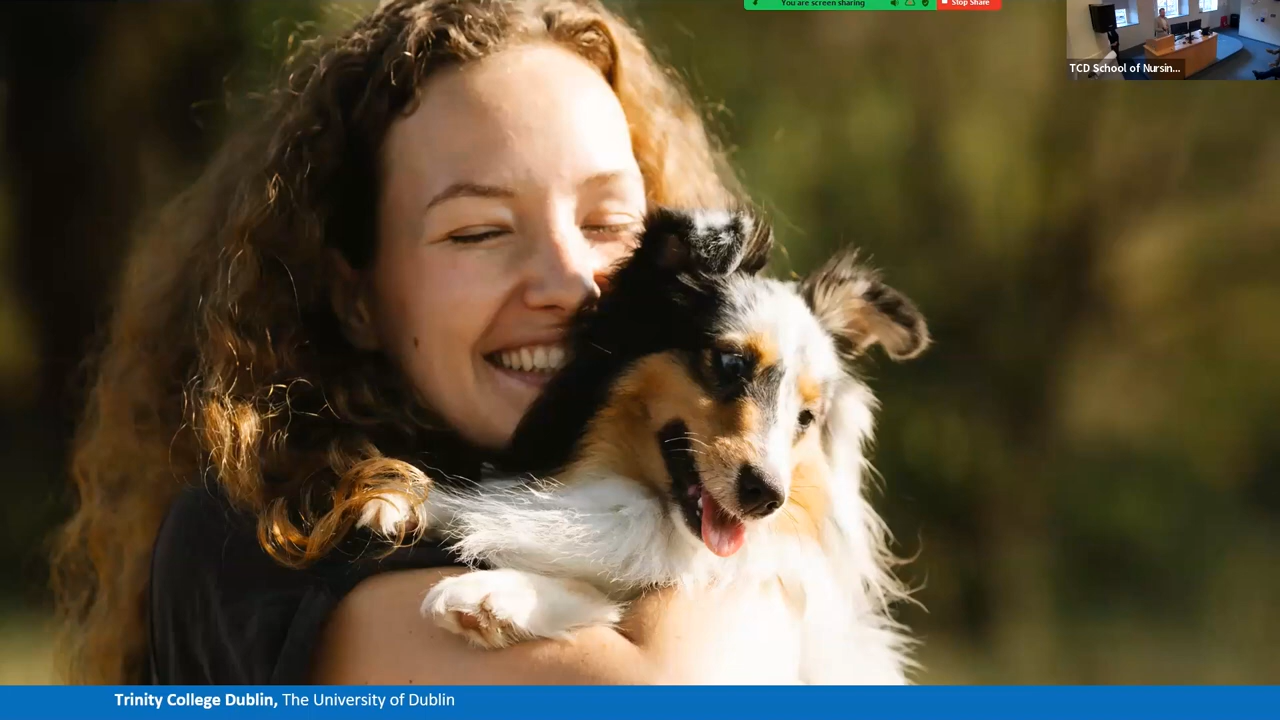 You are screen sharing
Stop Share
TCD School of Nursin...
Trinity College Dublin, The University of Dublin